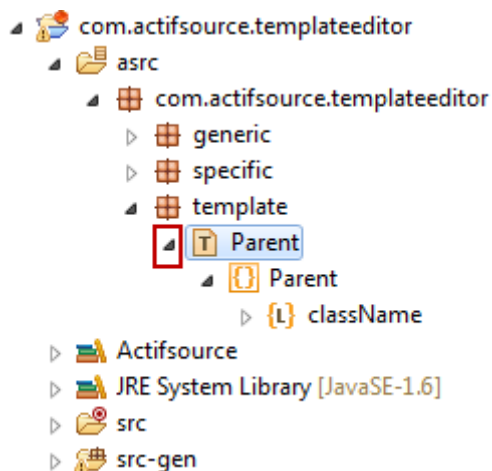 com.actifsource.templateeditor
asrc
com.actifsource.templateeditor
generic
specific
template
T Parent
{} Parent
{L} className
Actifsource
JRE System Library [JavaSE-1.6]
src
src-gen